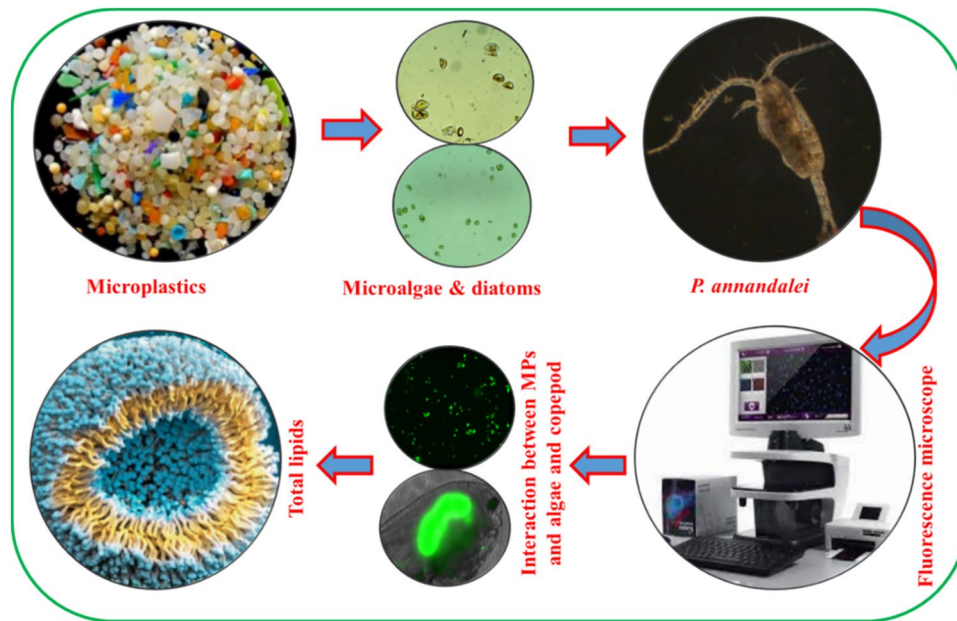 Microplastics
Microalgae & diatoms
P. annandalei
Fluorescence microscope
Interaction between MPs
and algae and copepod
Total lipids